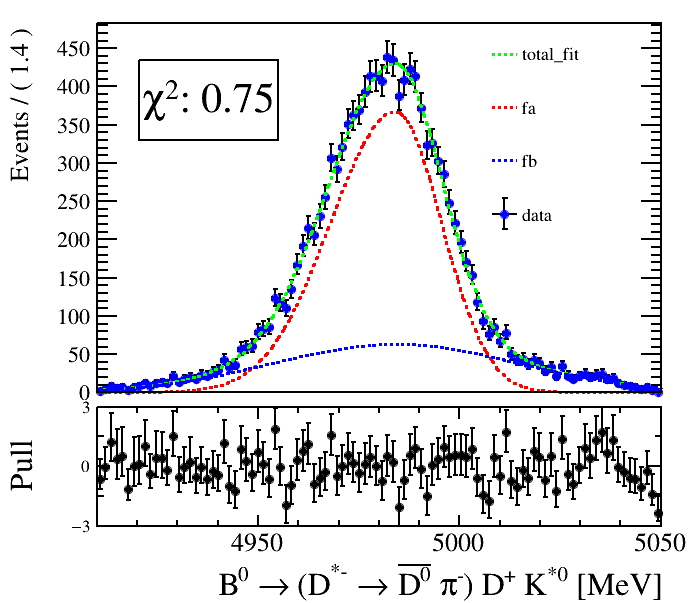 Events / ( 1.4 )
450
400
350
300
250
200
150
100
50
0
χ²: 0.75
total_fit
fa
fb
data
Pull
3
0
−3
4950
5000
5050
B⁰ → (D*⁻ → D̅⁰ π⁻) D⁺ K*⁰ [MeV]